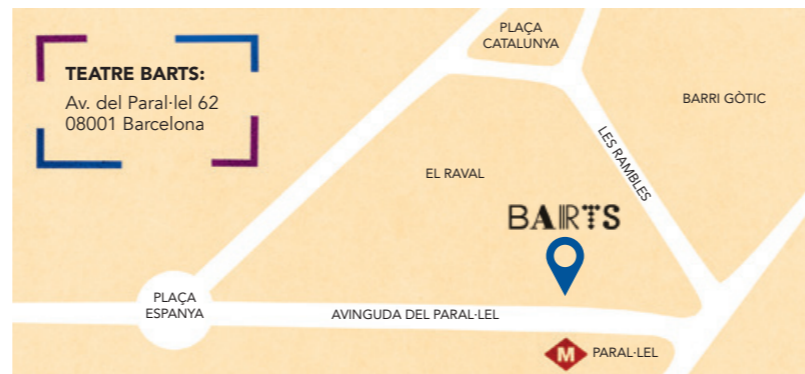 PLAÇA
CATALUNYA
TEATRE BARTS:
Av. del Paral·lel 62
08001 Barcelona
BARRI GÒTIC
LES RAMBLES
EL RAVAL
BARTS
PLAÇA
ESPANYA
AVINGUDA DEL PARAL·LEL
M PARAL·LEL